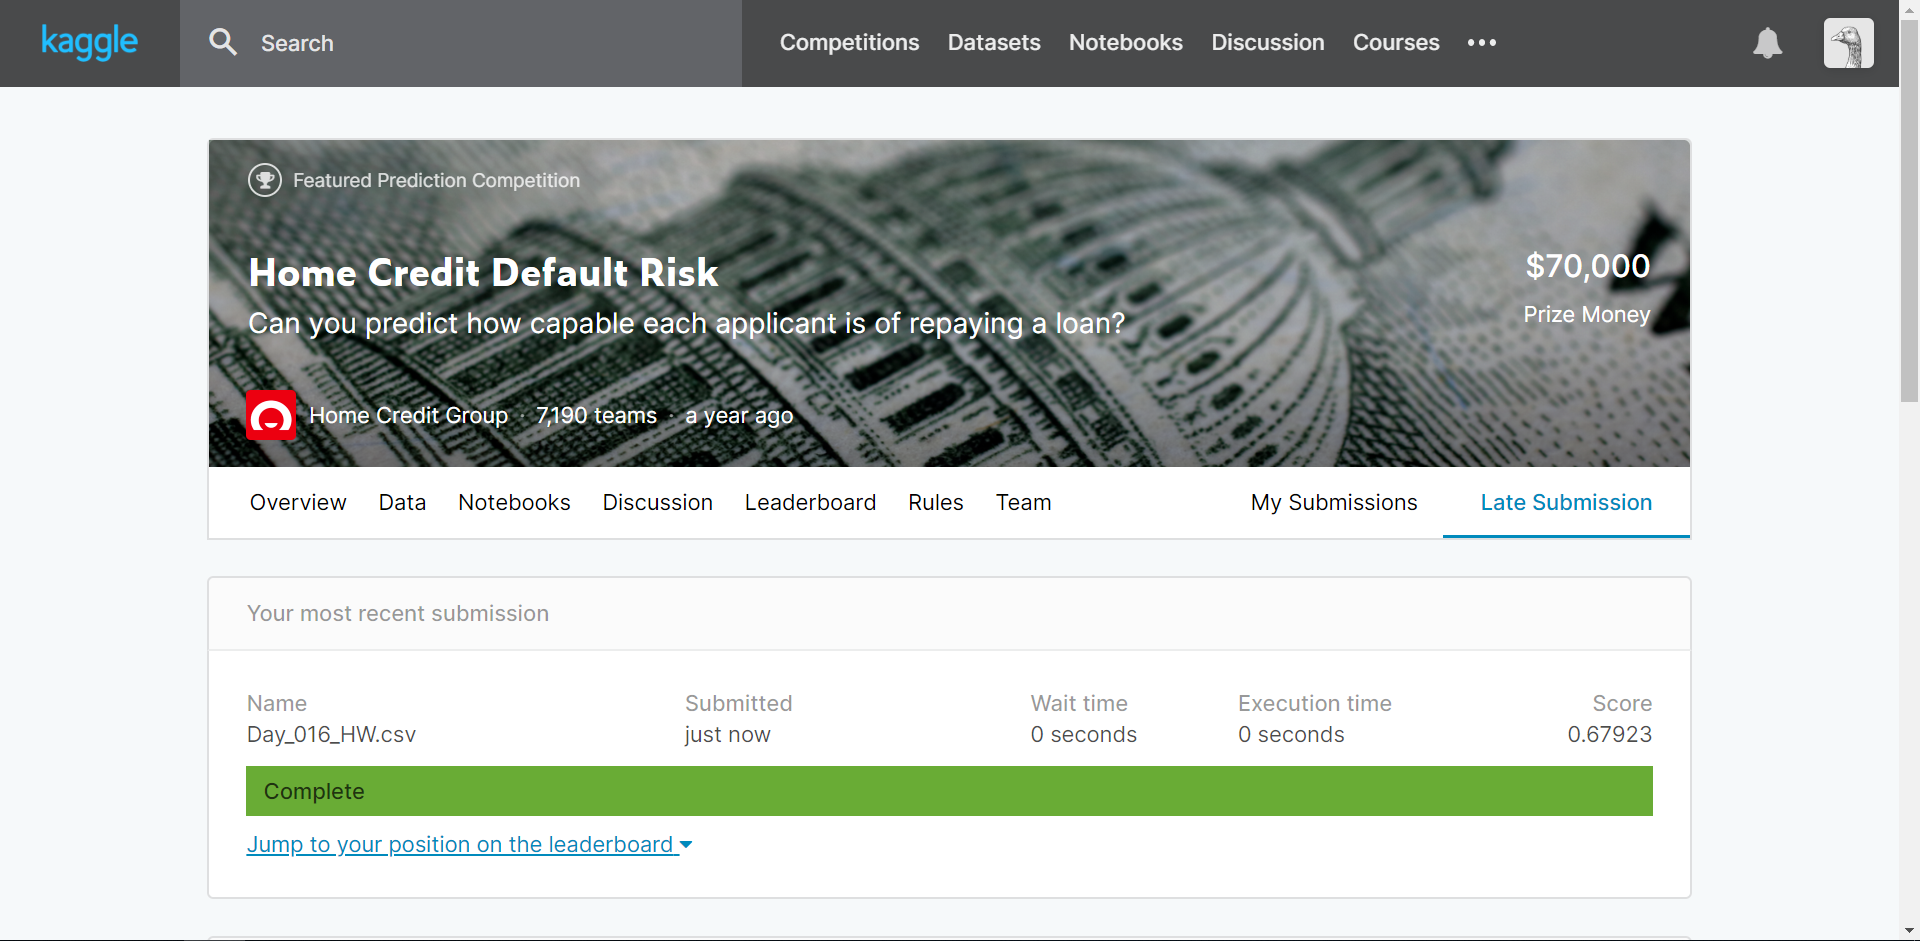 kaggle
Search
Competitions Datasets Notebooks Discussion Courses
Featured Prediction Competition
Home Credit Default Risk
Can you predict how capable each applicant is of repaying a loan?
$70,000
Prize Money
Home Credit Group · 7,190 teams · a year ago
Overview Data Notebooks Discussion Leaderboard Rules Team My Submissions Late Submission
Your most recent submission
Name Submitted Wait time Execution time Score
Day_016_HW.csv just now 0 seconds 0 seconds 0.67923
Complete
Jump to your position on the leaderboard